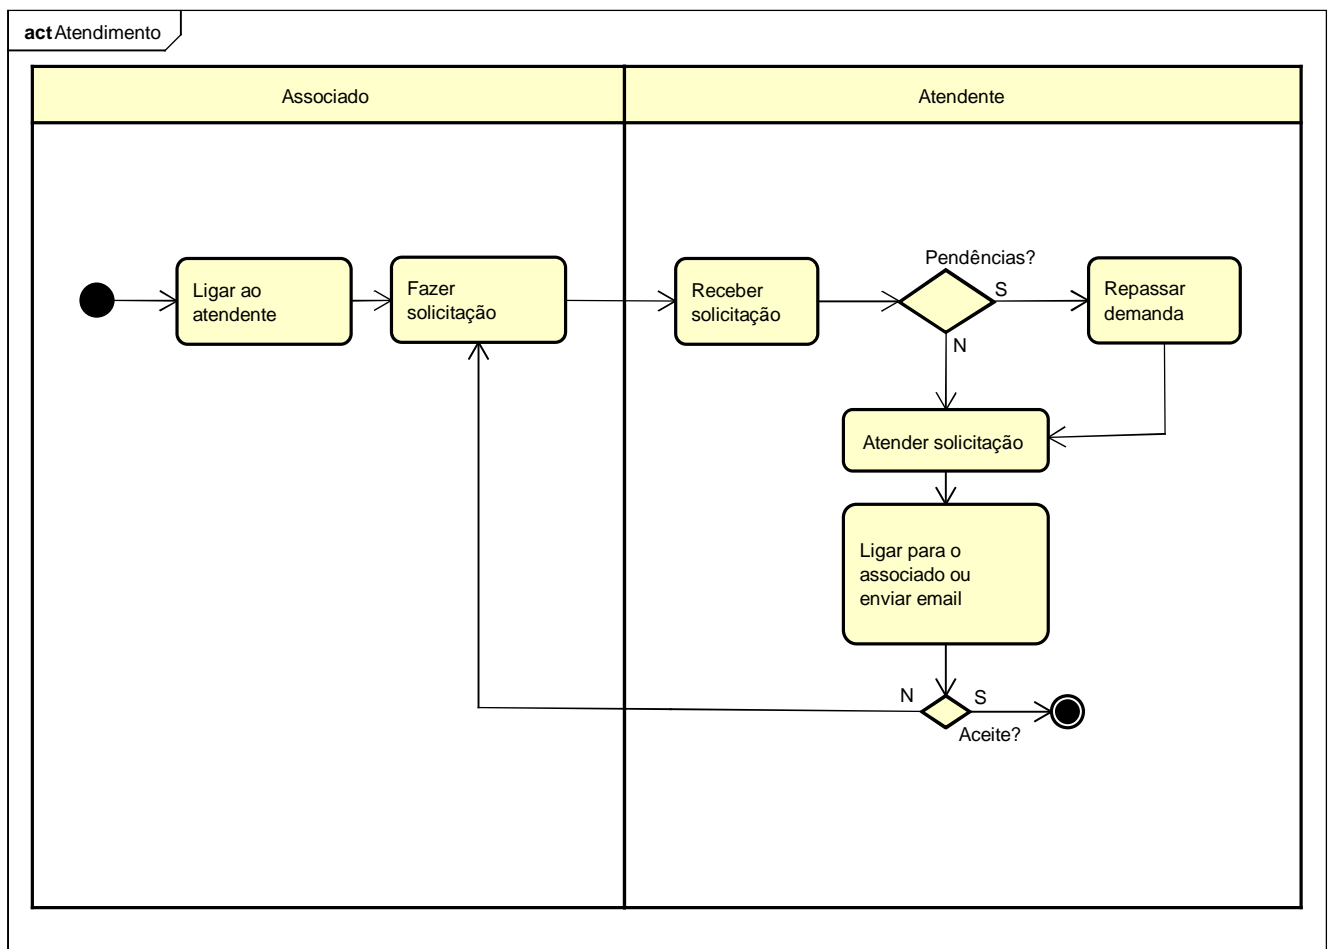 act Atendimento
Associado
Atendente
Ligar ao
atendente
Fazer
solicitação
Receber
solicitação
Pendências?
S
N
Repassar
demanda
Atender solicitação
Ligar para o
associado ou
enviar email
N
S
Aceite?